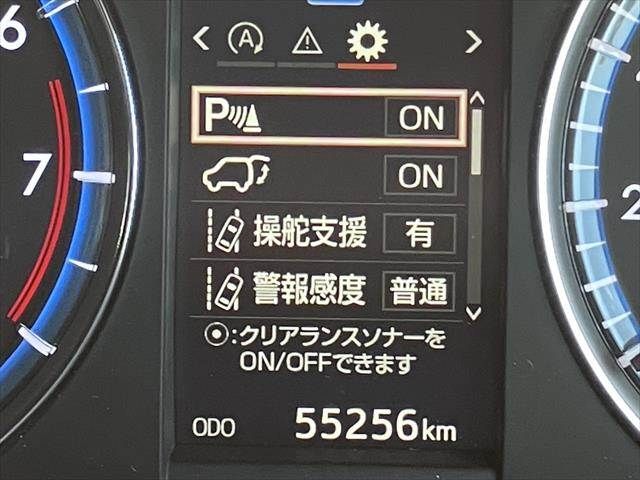 A
P ON
ON
操舵支援 有
警報感度 普通
⦿:クリアランスソナーを
ON/OFFできます
ODO 55256km
6
7
2